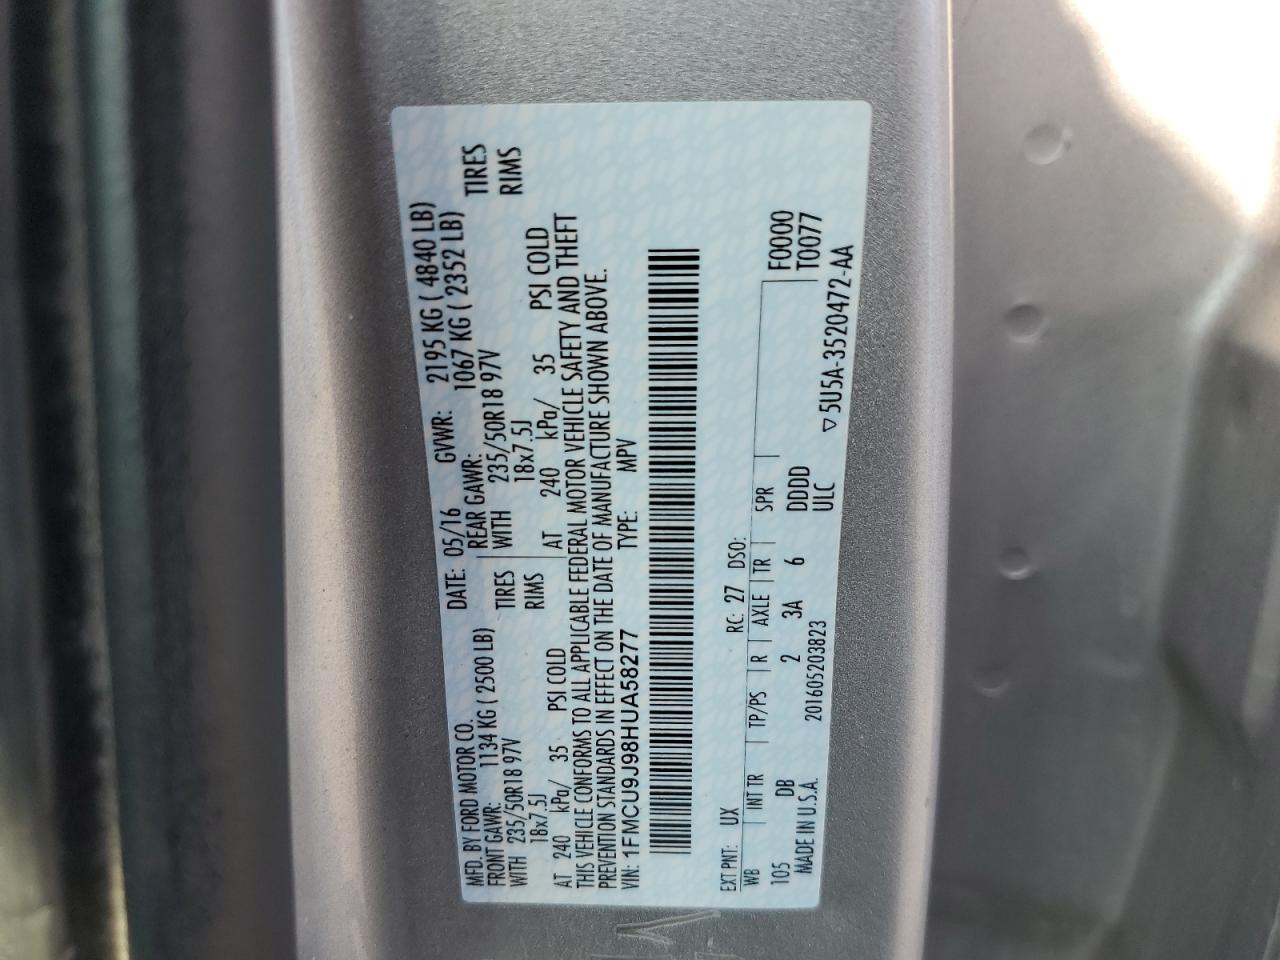 MFD. BY FORD MOTOR CO.
DATE: 05/16 GVWR: 2195 KG ( 4840 LB)
FRONT GAWR: 1134 KG ( 2500 LB) REAR GAWR: 1067 KG ( 2352 LB)
WITH 235/50R18 97V TIRES WITH 235/50R18 97V TIRES
18x7.5J RIMS 18x7.5J RIMS
AT 240 kPa/ 35 PSI COLD AT 240 kPa/ 35 PSI COLD
THIS VEHICLE CONFORMS TO ALL APPLICABLE FEDERAL MOTOR VEHICLE SAFETY AND THEFT
PREVENTION STANDARDS IN EFFECT ON THE DATE OF MANUFACTURE SHOWN ABOVE.
VIN: 1FMCU9J98HUA58277 TYPE: MPV
EXT PNT: UX RC: 27 DSO: F0000
WB INT TR TP/PS R AXLE TR SPR T0077
105 DB 2 3A 6 DDDD
MADE IN U.S.A. 201605203823 ULC
▽5U5A-3520472-AA